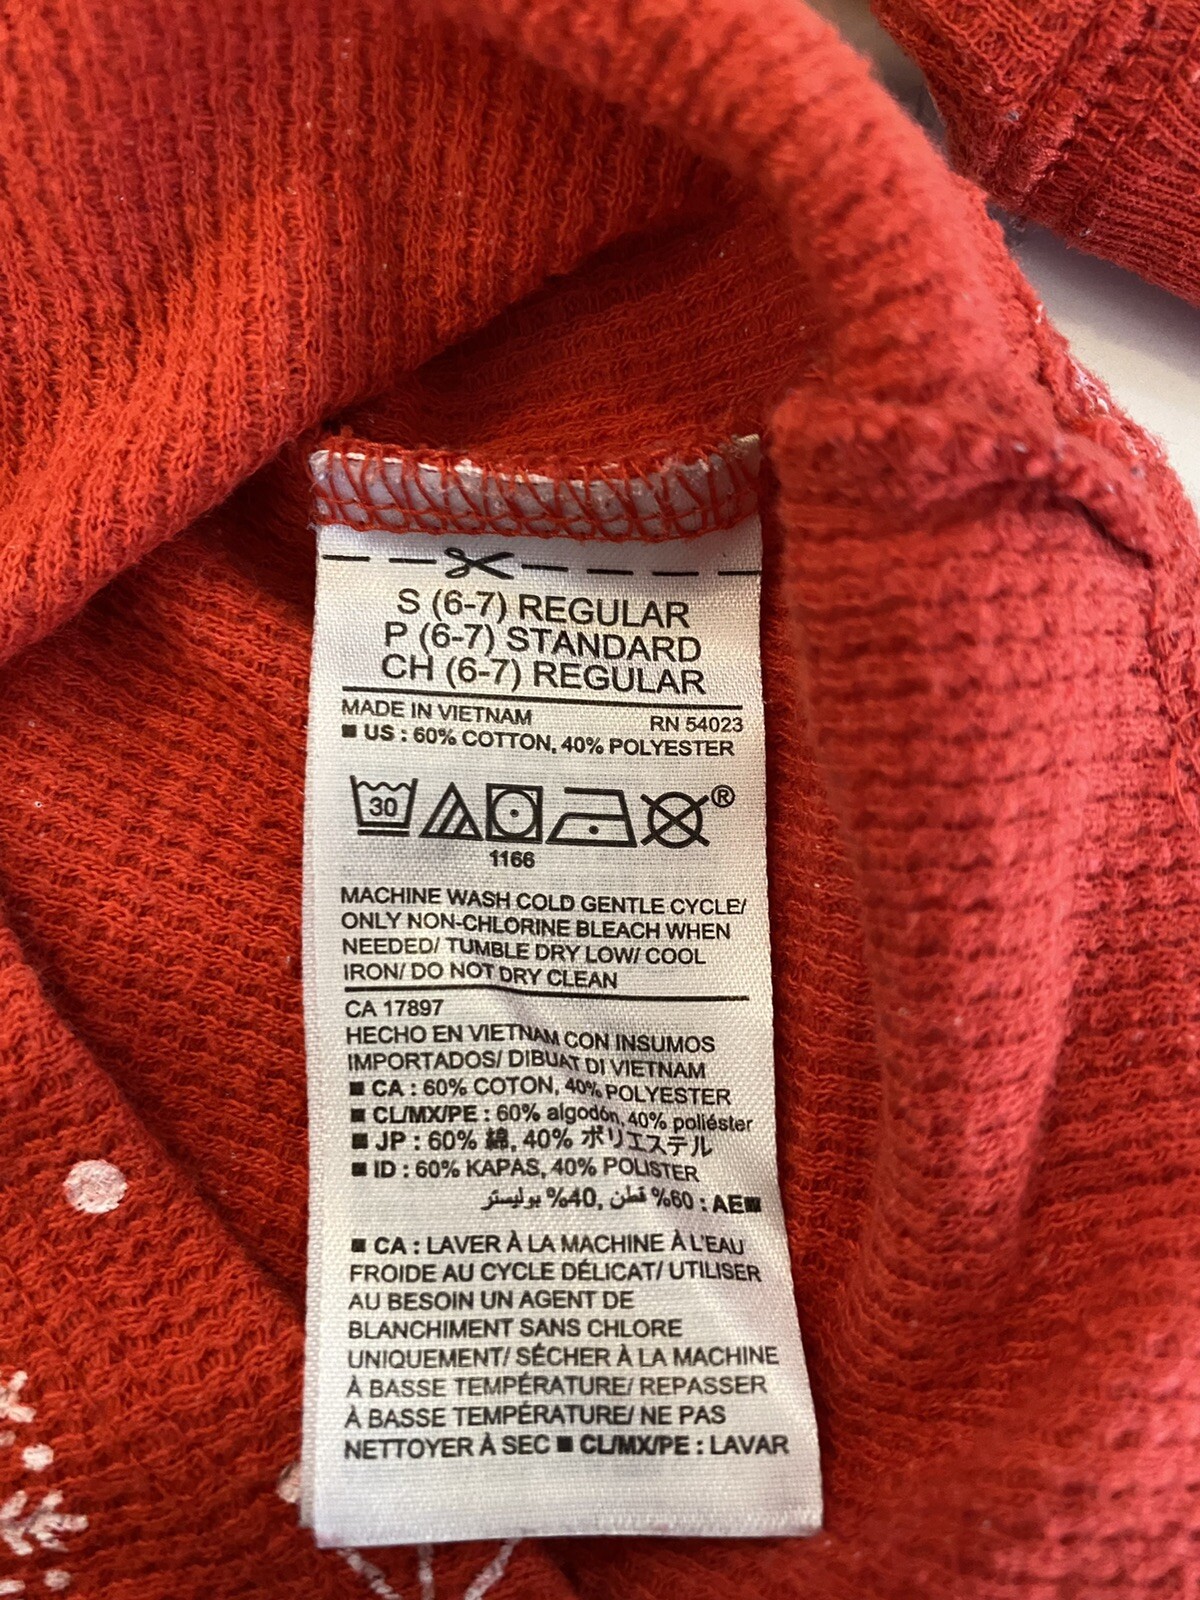 S (6-7) REGULAR
P (6-7) STANDARD
CH (6-7) REGULAR
MADE IN VIETNAM RN 54023
■ US : 60% COTTON, 40% POLYESTER
30 ®
1166
MACHINE WASH COLD GENTLE CYCLE/
ONLY NON-CHLORINE BLEACH WHEN
NEEDED/ TUMBLE DRY LOW/ COOL
IRON/ DO NOT DRY CLEAN
CA 17897
HECHO EN VIETNAM CON INSUMOS
IMPORTADOS/ DIBUAT DI VIETNAM
■ CA : 60% COTON, 40% POLYESTER
■ CL/MX/PE : 60% algodón, 40% poliéster
■ JP : 60% 綿, 40% ポリエステル
■ ID : 60% KAPAS, 40% POLISTER
■AE : 60% قطن, 40% بوليستر
■ CA : LAVER À LA MACHINE À L'EAU
FROIDE AU CYCLE DÉLICAT/ UTILISER
AU BESOIN UN AGENT DE
BLANCHIMENT SANS CHLORE
UNIQUEMENT/ SÉCHER À LA MACHINE
À BASSE TEMPÉRATURE/ REPASSER
À BASSE TEMPÉRATURE/ NE PAS
NETTOYER À SEC ■ CL/MX/PE : LAVAR